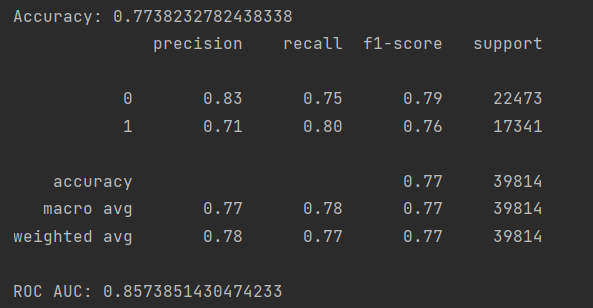 Accuracy: 0.7738232782438338
precision recall f1-score support
0 0.83 0.75 0.79 22473
1 0.71 0.80 0.76 17341
accuracy 0.77 39814
macro avg 0.77 0.78 0.77 39814
weighted avg 0.78 0.77 0.77 39814
ROC AUC: 0.8573851430474233